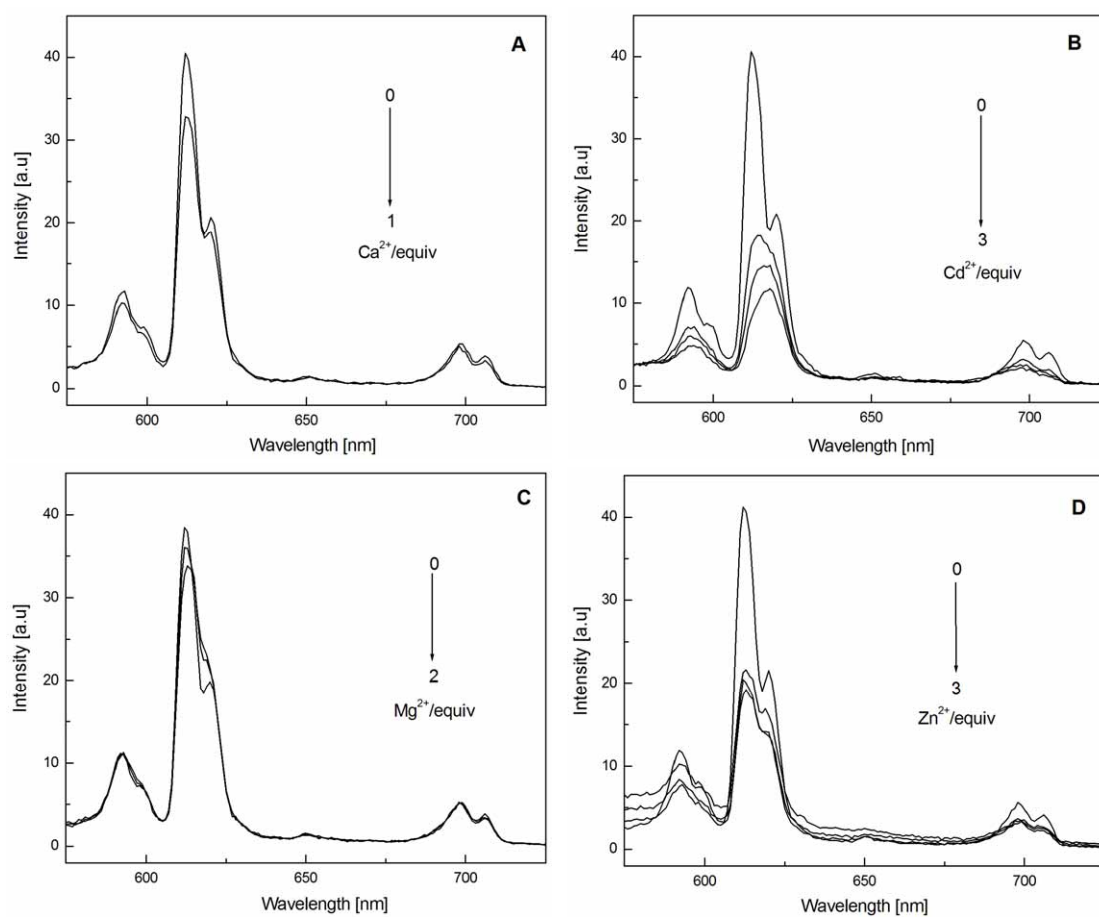 A
40
30
20
10
0
Intensity [a.u]
0
1
Ca²⁺/equiv
600
650
700
Wavelength [nm]
B
40
30
20
10
0
Intensity [a.u]
0
3
Cd²⁺/equiv
600
650
700
Wavelength [nm]
C
40
30
20
10
0
Intensity [a.u]
0
2
Mg²⁺/equiv
600
650
700
Wavelength [nm]
D
40
30
20
10
0
Intensity [a.u]
0
3
Zn²⁺/equiv
600
650
700
Wavelength [nm]